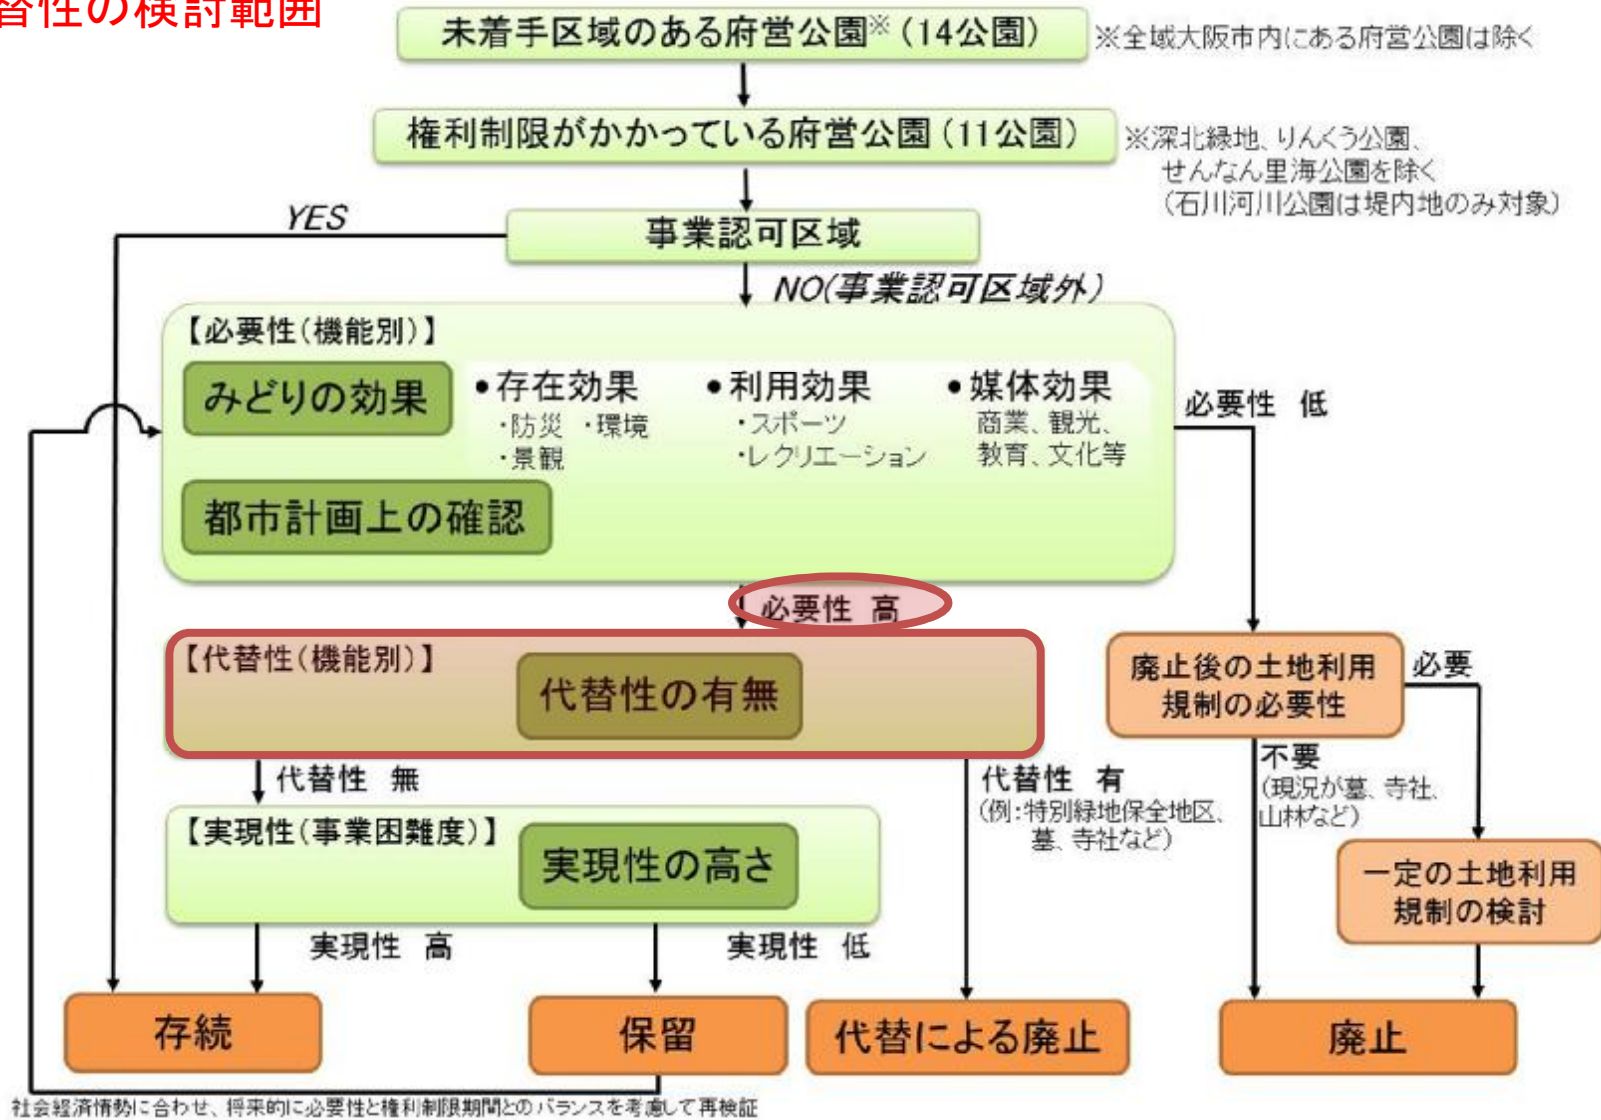 替性の検討範囲
未着手区域のある府営公園※(14公園)
※全域大阪市内にある府営公園は除く
権利制限がかかっている府営公園(11公園)
※深北緑地、りんくう公園、
せんなん里海公園を除く
(石川河川公園は堤内地のみ対象)
YES
事業認可区域
NO(事業認可区域外)
【必要性(機能別)】
みどりの効果
●存在効果
・防災 ・環境
・景観
●利用効果
・スポーツ
・レクリエーション
●媒体効果
商業、観光、
教育、文化等
必要性 低
都市計画上の確認
必要性 高
【代替性(機能別)】
代替性の有無
廃止後の土地利用
規制の必要性
必要
代替性 無
代替性 有
(例:特別緑地保全地区、
墓、寺社など)
不要
(現況が墓、寺社、
山林など)
【実現性(事業困難度)】
実現性の高さ
一定の土地利用
規制の検討
実現性 高
実現性 低
存続
保留
代替による廃止
廃止
社会経済情勢に合わせ、将来的に必要性と権利制限期間とのバランスを考慮して再検証